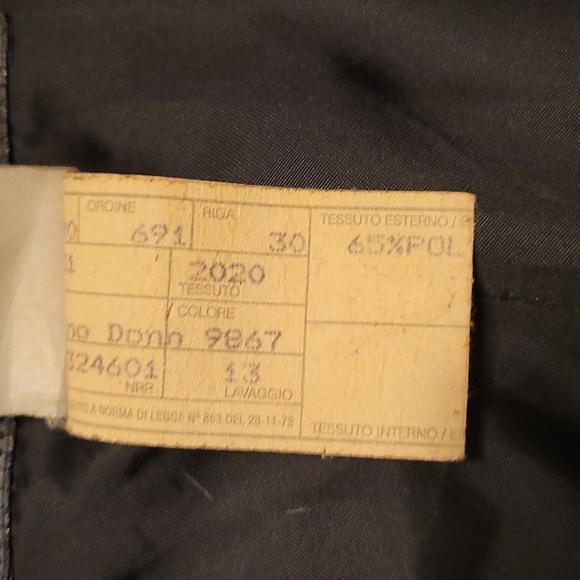 ORDINE RIGA TESSUTO ESTERNO /
691 30 65%POL
2020
TESSUTO
COLORE
Donn 9867
324601 13
NRR LAVAGGIO
A NORMA DI LEGGE N° 883 DEL 26-11-73
TESSUTO INTERNO /